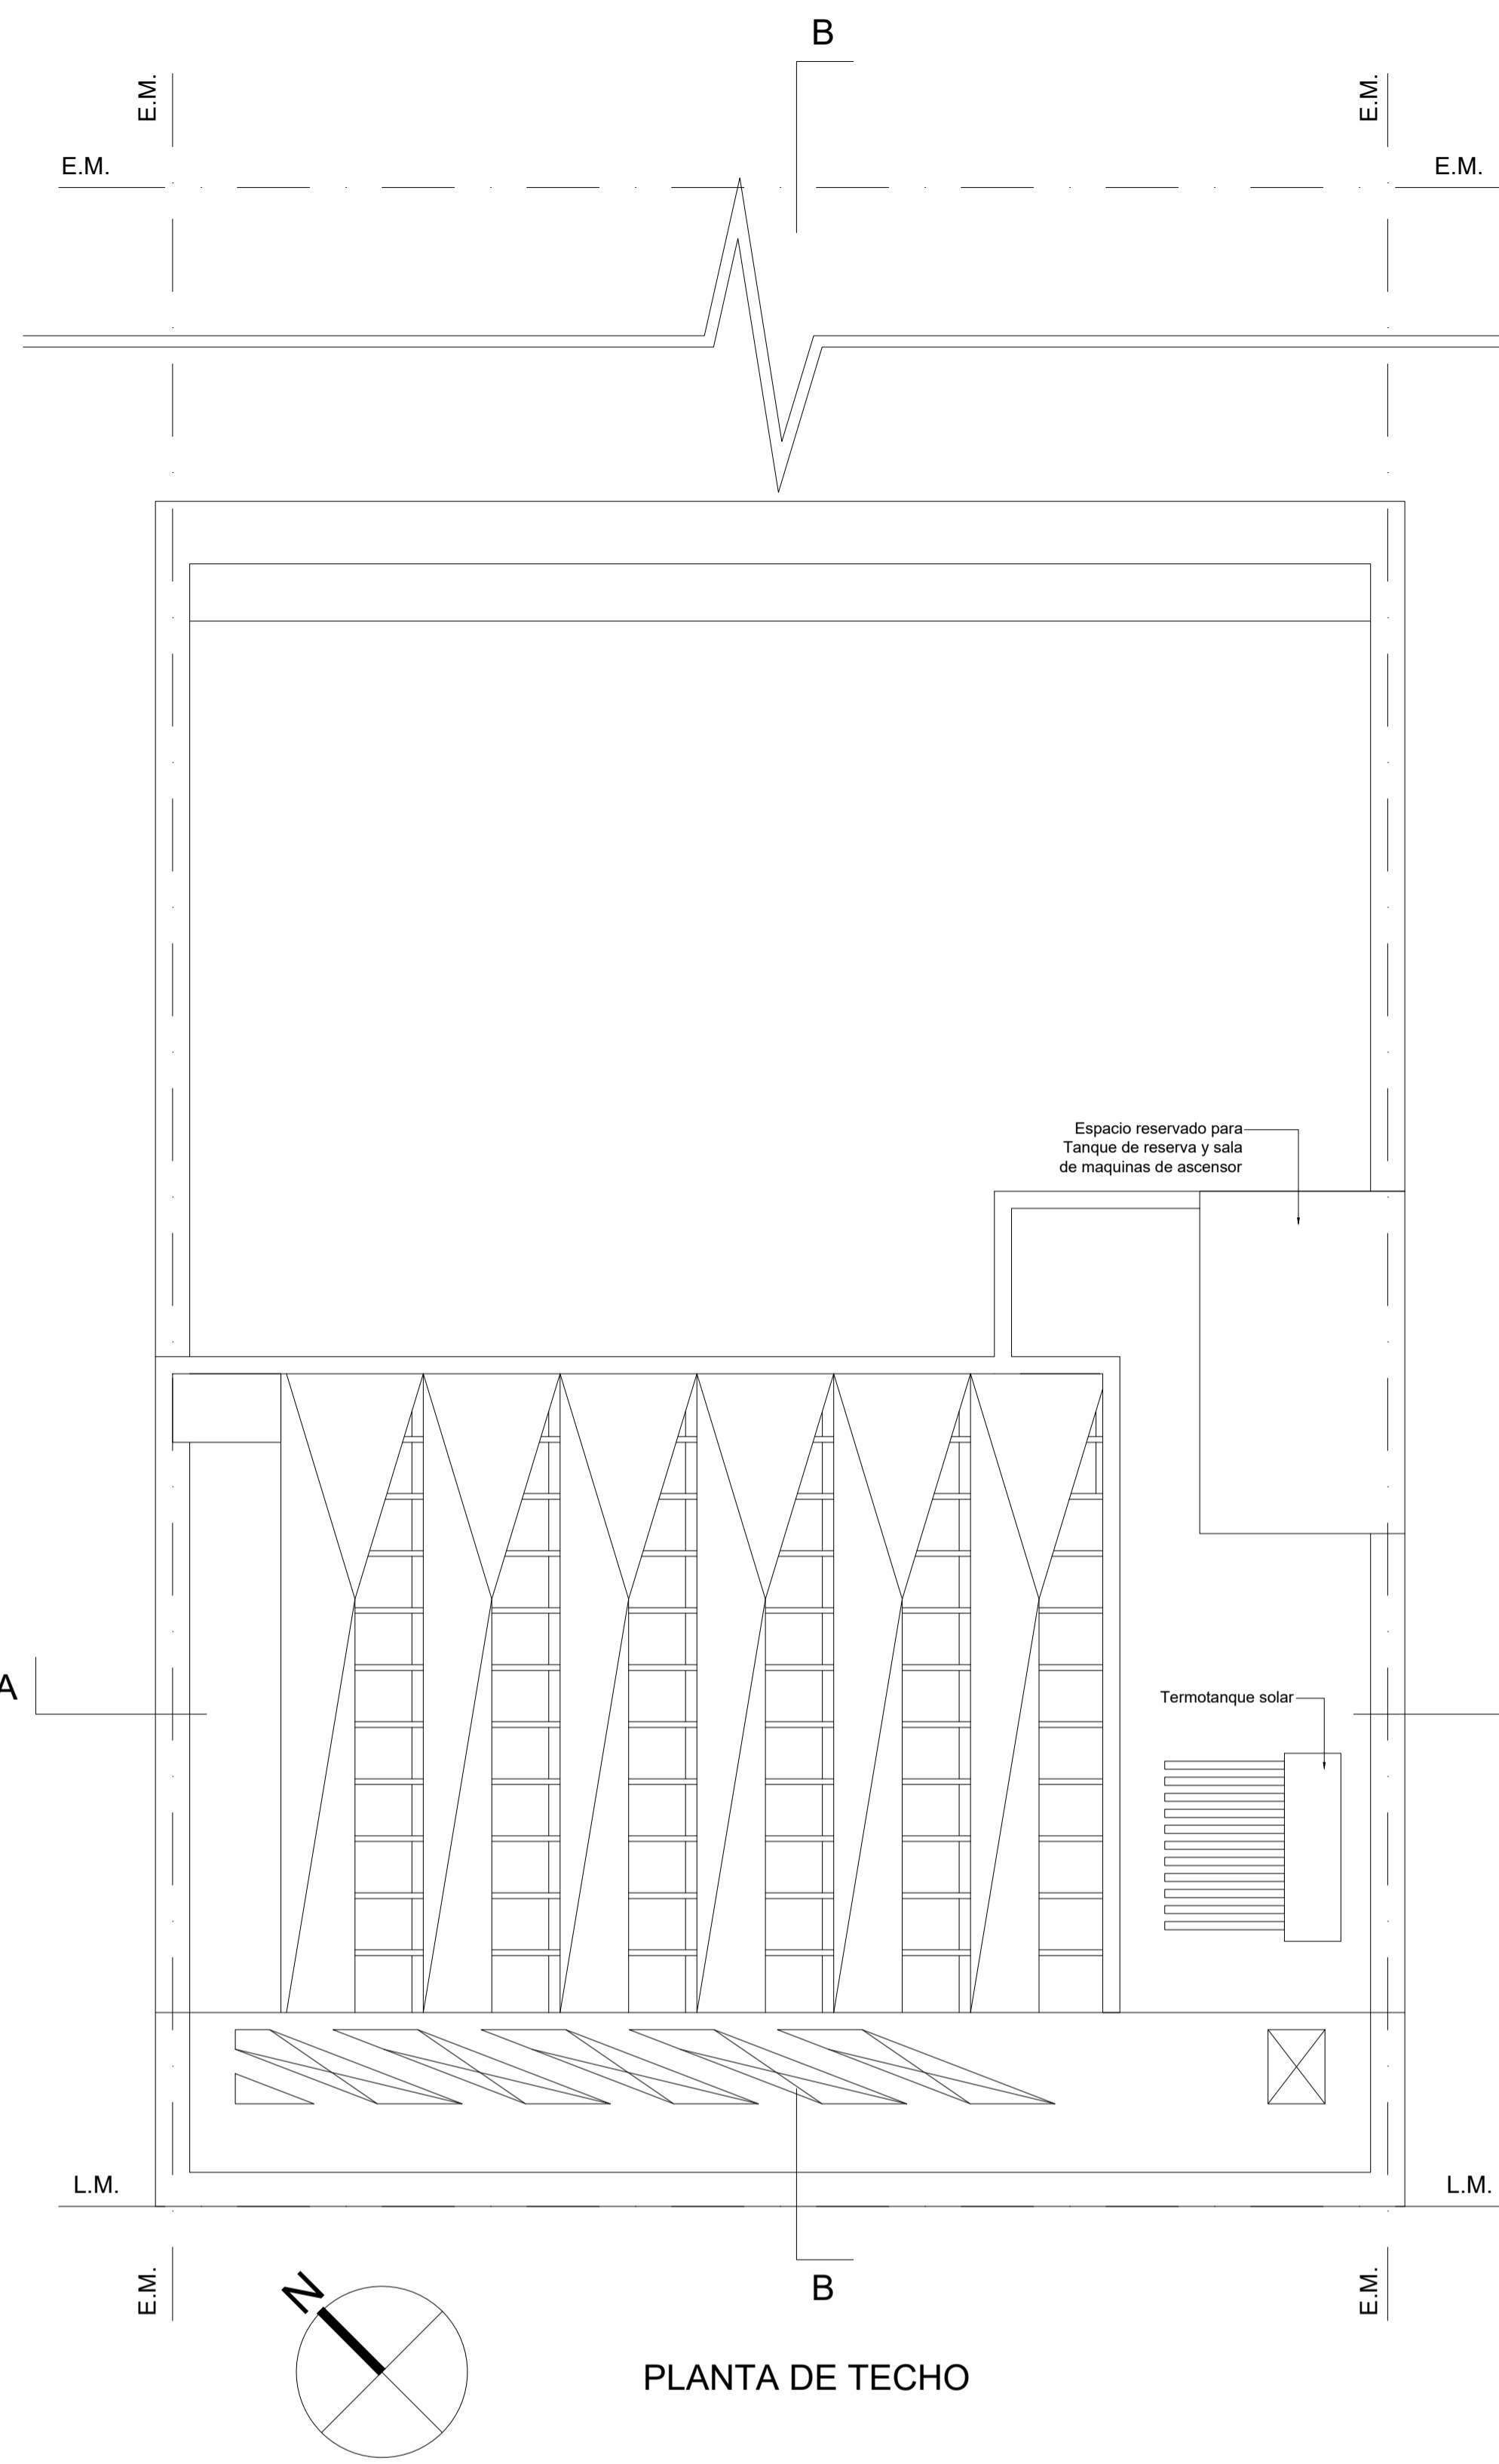 B
E.M.
E.M.
E.M.
E.M.
Espacio reservado para
Tanque de reserva y sala
de maquinas de ascensor
A
Termotanque solar
L.M.
L.M.
E.M.
E.M.
N
B
PLANTA DE TECHO